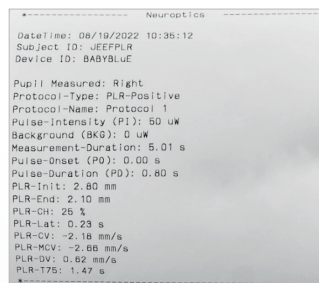 *---------------- Neuroptics ----------------
DateTime: 08/19/2022 10:35:12
Subject ID: JEEFPLR
Device ID: BABYBLuE
Pupil Measured: Right
Protocol-Type: PLR-Positive
Protocol-Name: Protocol 1
Pulse-Intensity (PI): 50 uW
Background (BKG): 0 uW
Measurement-Duration: 5.01 s
Pulse-Onset (PO): 0.00 s
Pulse-Duration (PD): 0.80 s
PLR-Init: 2.80 mm
PLR-End: 2.10 mm
PLR-CH: 25 %
PLR-Lat: 0.23 s
PLR-CV: -2.18 mm/s
PLR-MCV: -2.66 mm/s
PLR-DV: 0.62 mm/s
PLR-T75: 1.47 s
*----------------